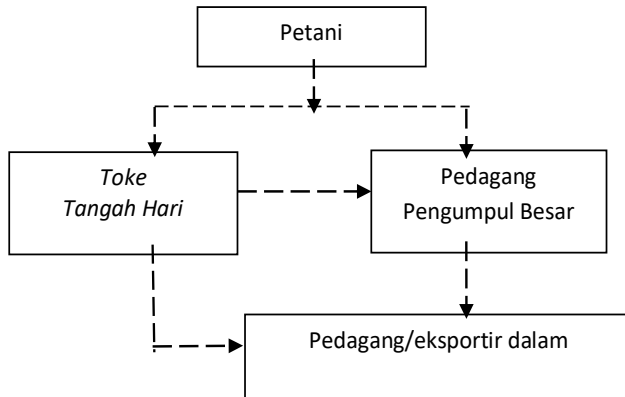 Petani
Toke
Tangah Hari
Pedagang
Pengumpul Besar
Pedagang/eksportir dalam